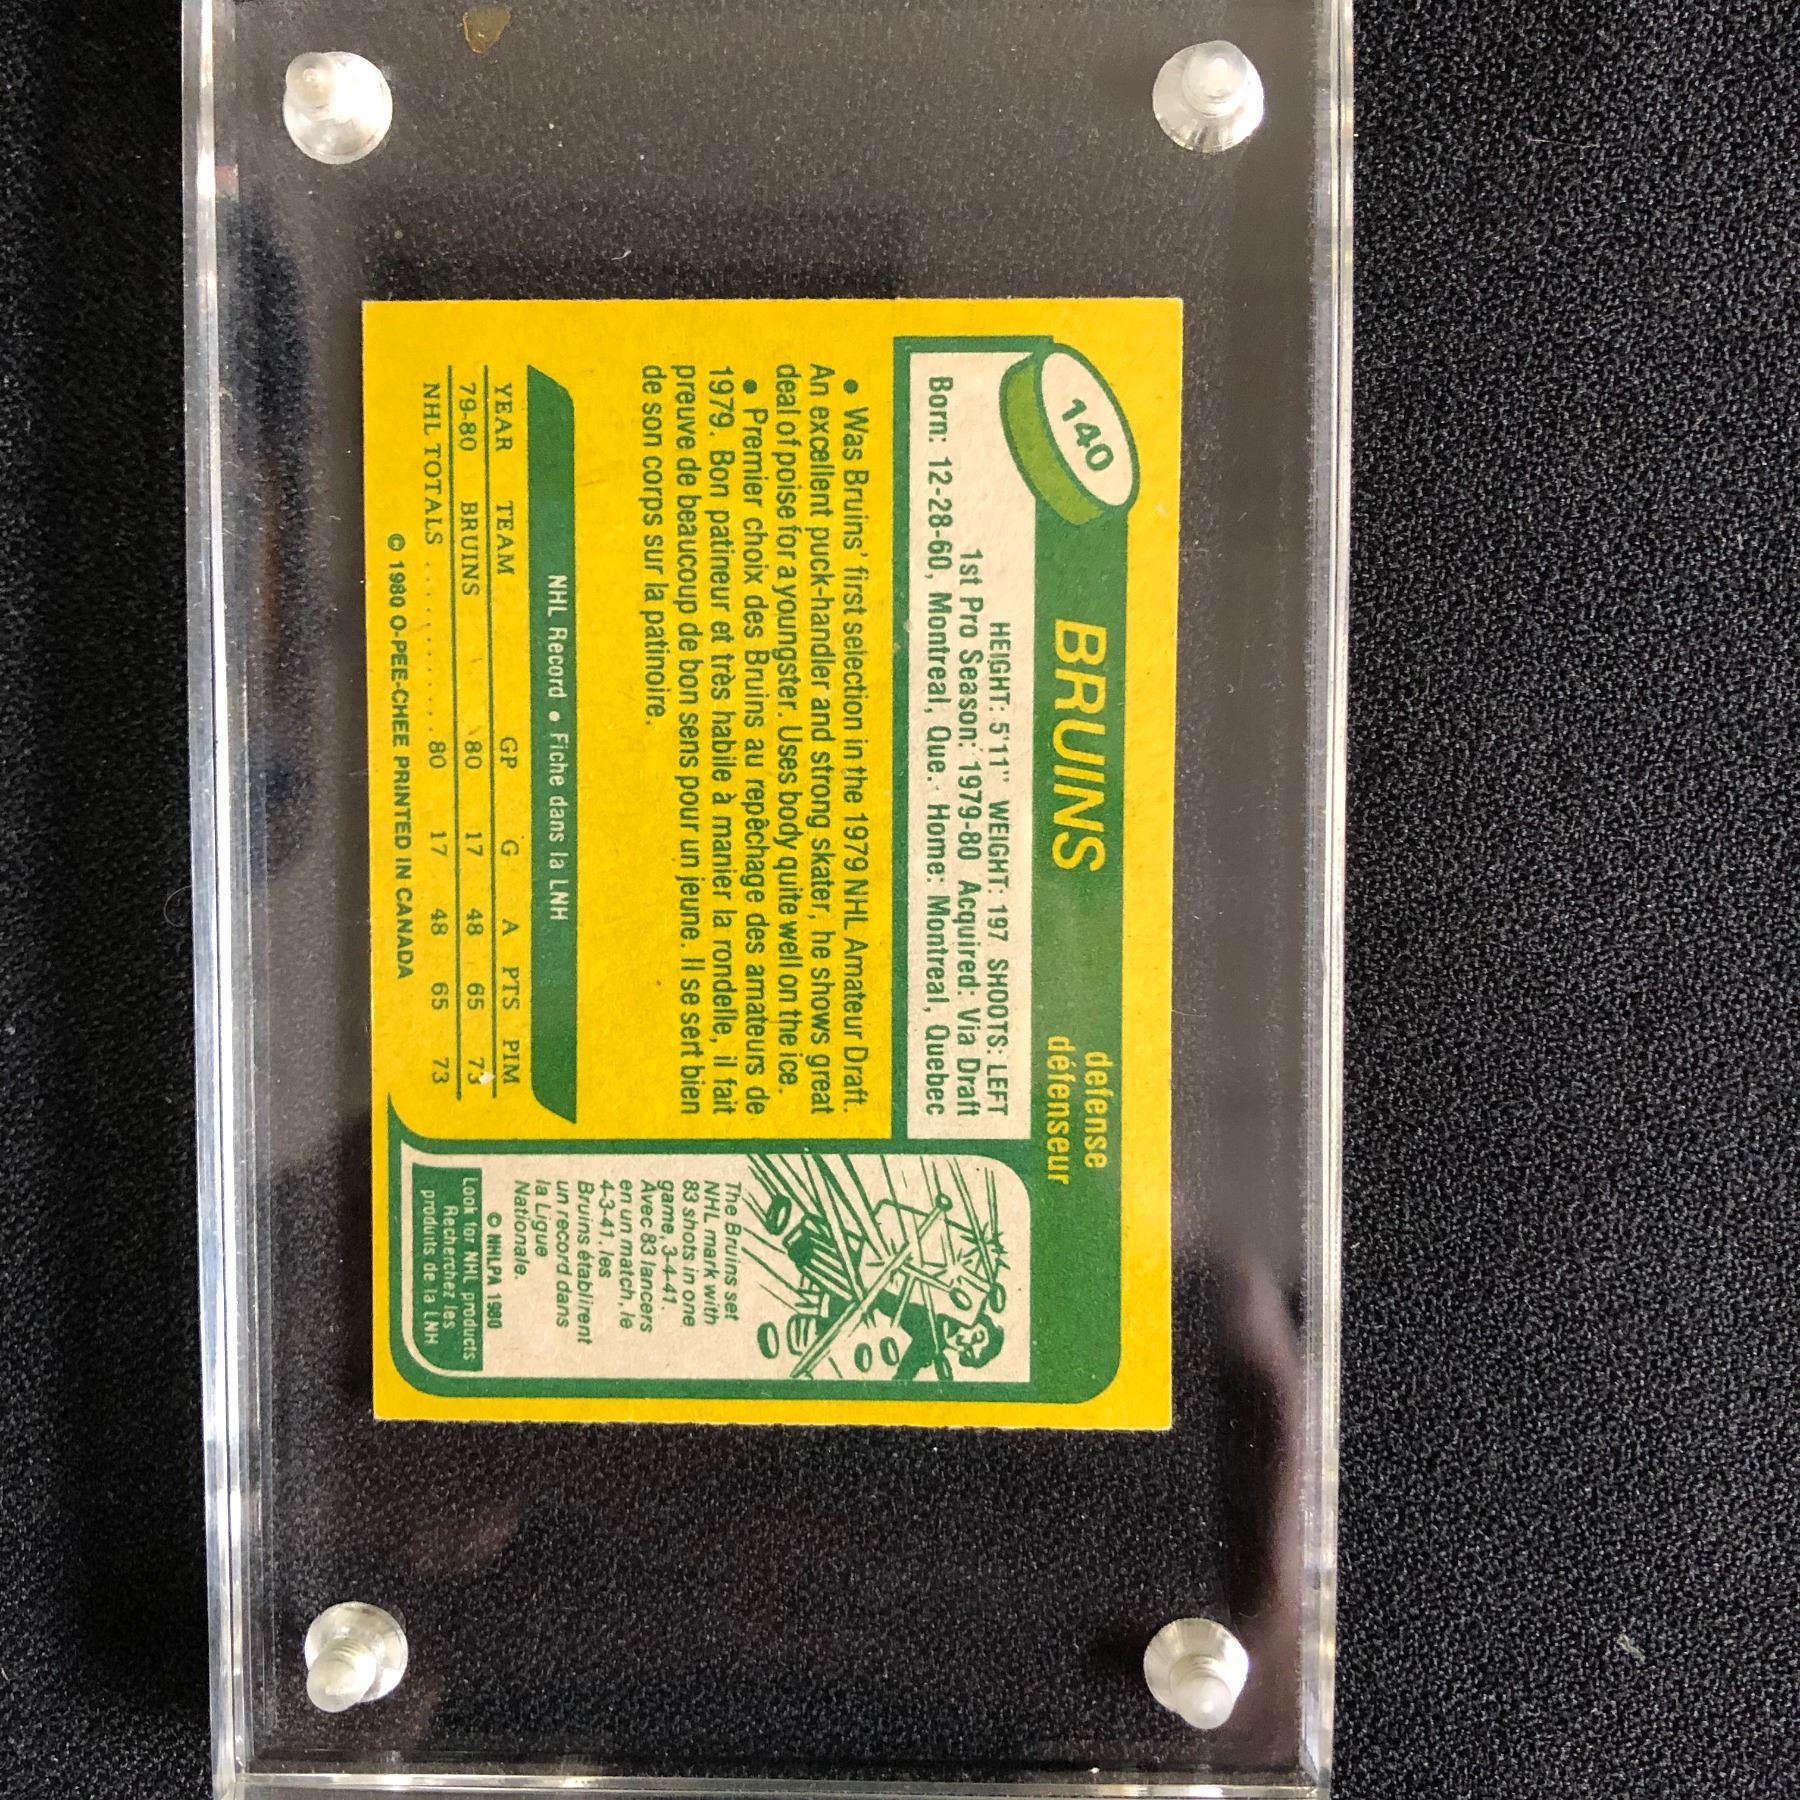 140
BRUINS
defense
défenseur
HEIGHT: 5'11" WEIGHT: 197 SHOOTS: LEFT
1st Pro Season: 1979-80 Acquired: Via Draft
Born: 12-28-60, Montreal, Que. · Home: Montreal, Quebec
• Was Bruins' first selection in the 1979 NHL Amateur Draft.
An excellent puck-handler and strong skater, he shows great
deal of poise for a youngster. Uses body quite well on the ice.
• Premier choix des Bruins au repêchage des amateurs de
1979. Bon patineur et très habile à manier la rondelle, il fait
preuve de beaucoup de bon sens pour un jeune. Il se sert bien
de son corps sur la patinoire.
NHL Record • Fiche dans la LNH
YEAR TEAM GP G A PTS PIM
79-80 BRUINS 80 17 48 65 73
NHL TOTALS .......... 80 17 48 65 73
© 1980 O-PEE-CHEE PRINTED IN CANADA
The Bruins set
NHL mark with
83 shots in one
game, 3-4-41.
Avec 83 lancers
en un match, le
4-3-41, les
Bruins établirent
un record dans
la Ligue
Nationale.
© NHLPA 1980
Look for NHL products
Recherchez les
produits de la LNH